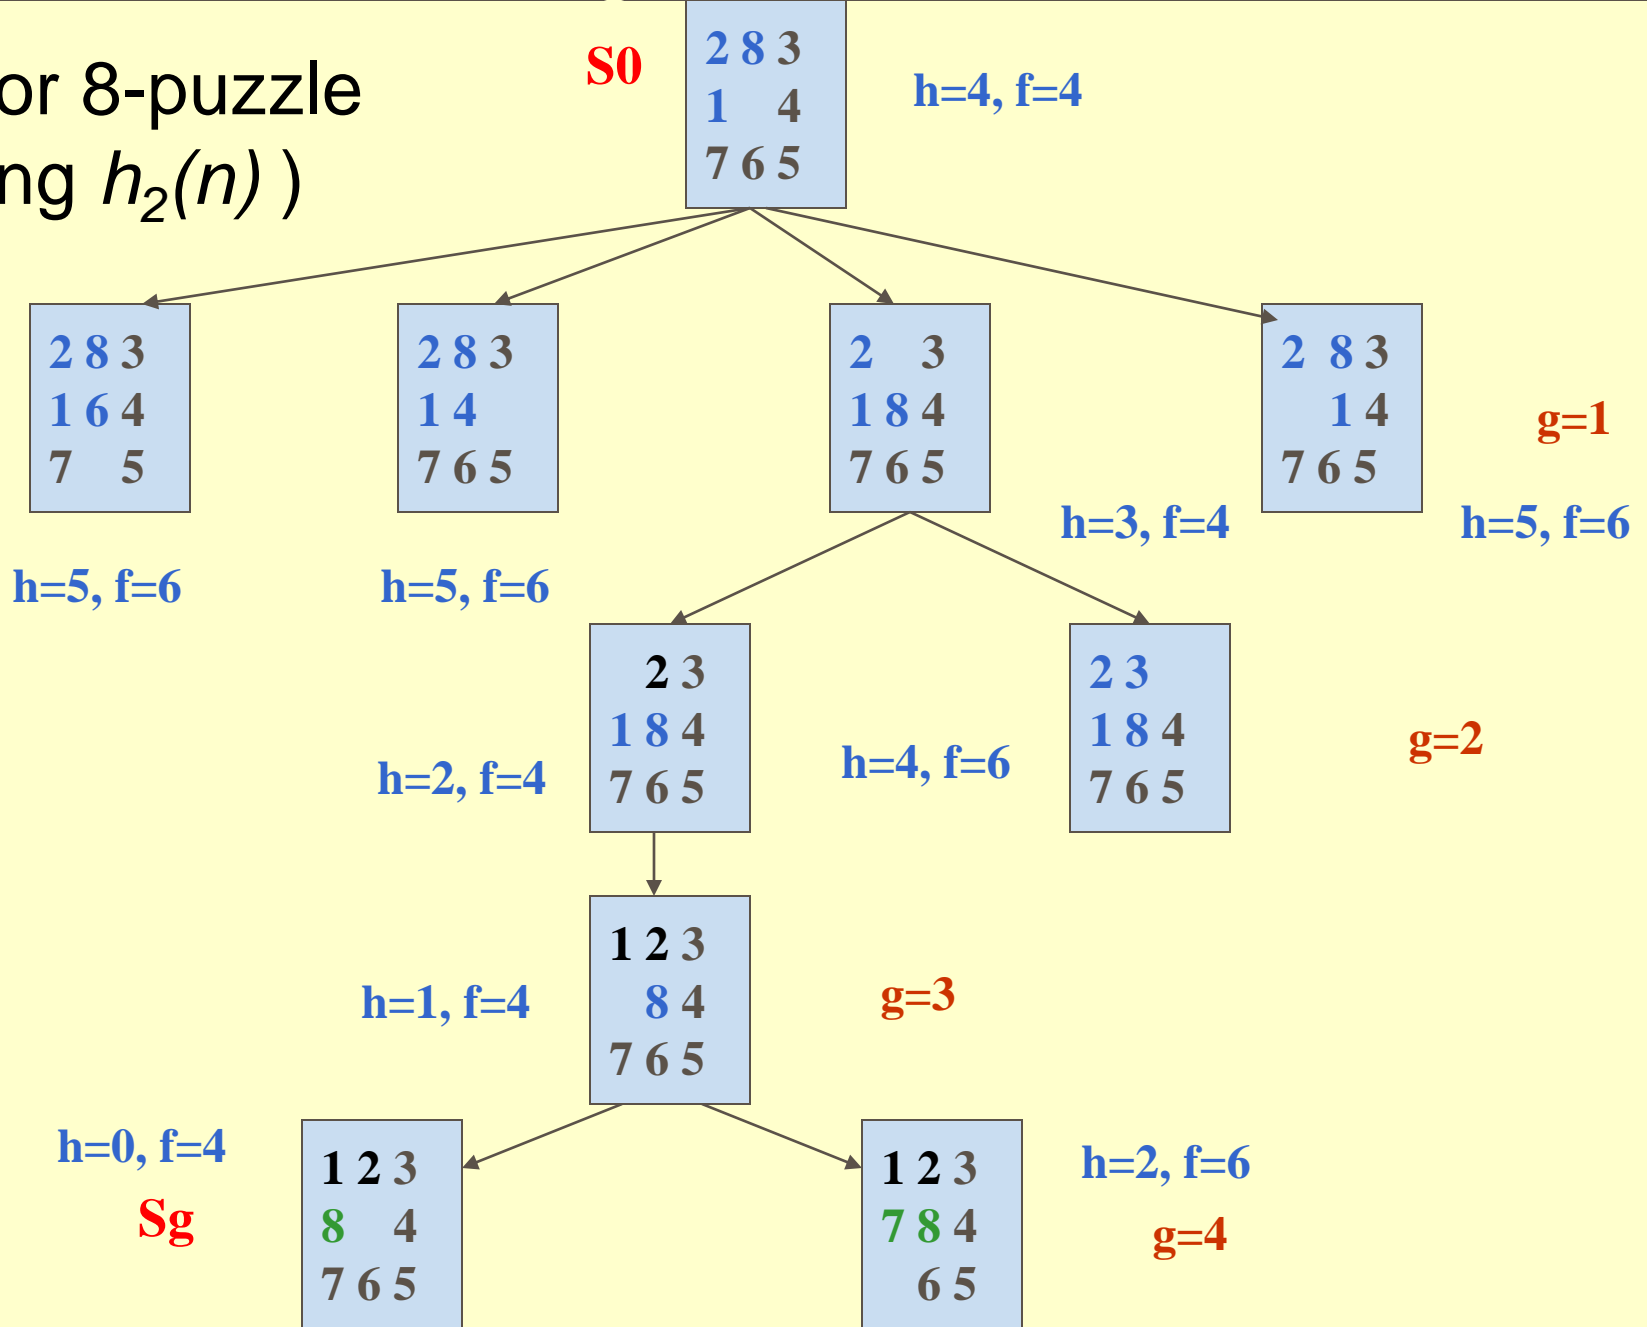 or 8-puzzle
ng h₂(n) )
S0
2 8 3
1 4
7 6 5
h=4, f=4
2 8 3
1 6 4
7 5
h=5, f=6
2 8 3
1 4
7 6 5
h=5, f=6
2 3
1 8 4
7 6 5
h=3, f=4
2 8 3
1 4
7 6 5
h=5, f=6
g=1
2 3
1 8 4
7 6 5
h=2, f=4
2 3
1 8 4
7 6 5
h=4, f=6
g=2
1 2 3
8 4
7 6 5
h=1, f=4
g=3
h=0, f=4
Sg
1 2 3
8 4
7 6 5
1 2 3
7 8 4
6 5
h=2, f=6
g=4